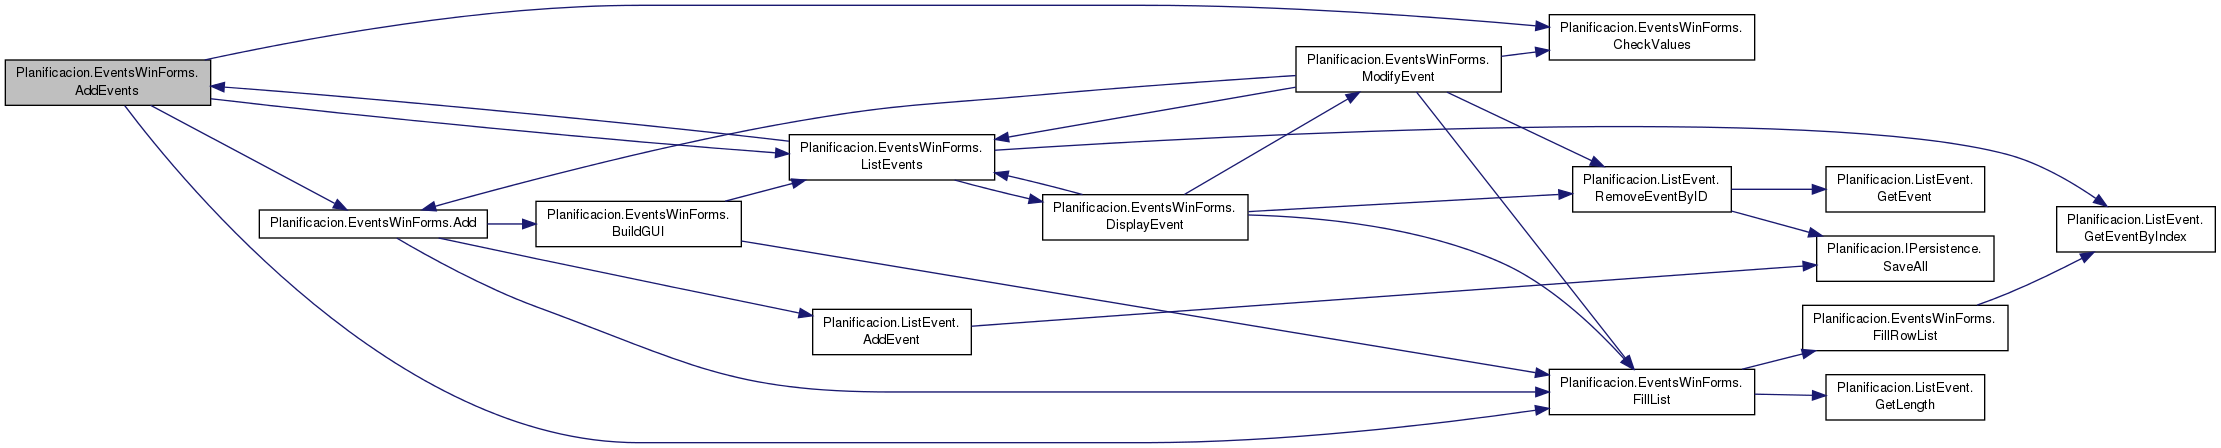 Planificacion.EventsWinForms.
AddEvents
Planificacion.EventsWinForms.Add
Planificacion.EventsWinForms.
BuildGUI
Planificacion.EventsWinForms.
ListEvents
Planificacion.ListEvent.
AddEvent
Planificacion.EventsWinForms.
DisplayEvent
Planificacion.EventsWinForms.
ModifyEvent
Planificacion.EventsWinForms.
CheckValues
Planificacion.ListEvent.
RemoveEventByID
Planificacion.EventsWinForms.
FillList
Planificacion.ListEvent.
GetEvent
Planificacion.IPersistence.
SaveAll
Planificacion.EventsWinForms.
FillRowList
Planificacion.ListEvent.
GetLength
Planificacion.ListEvent.
GetEventByIndex